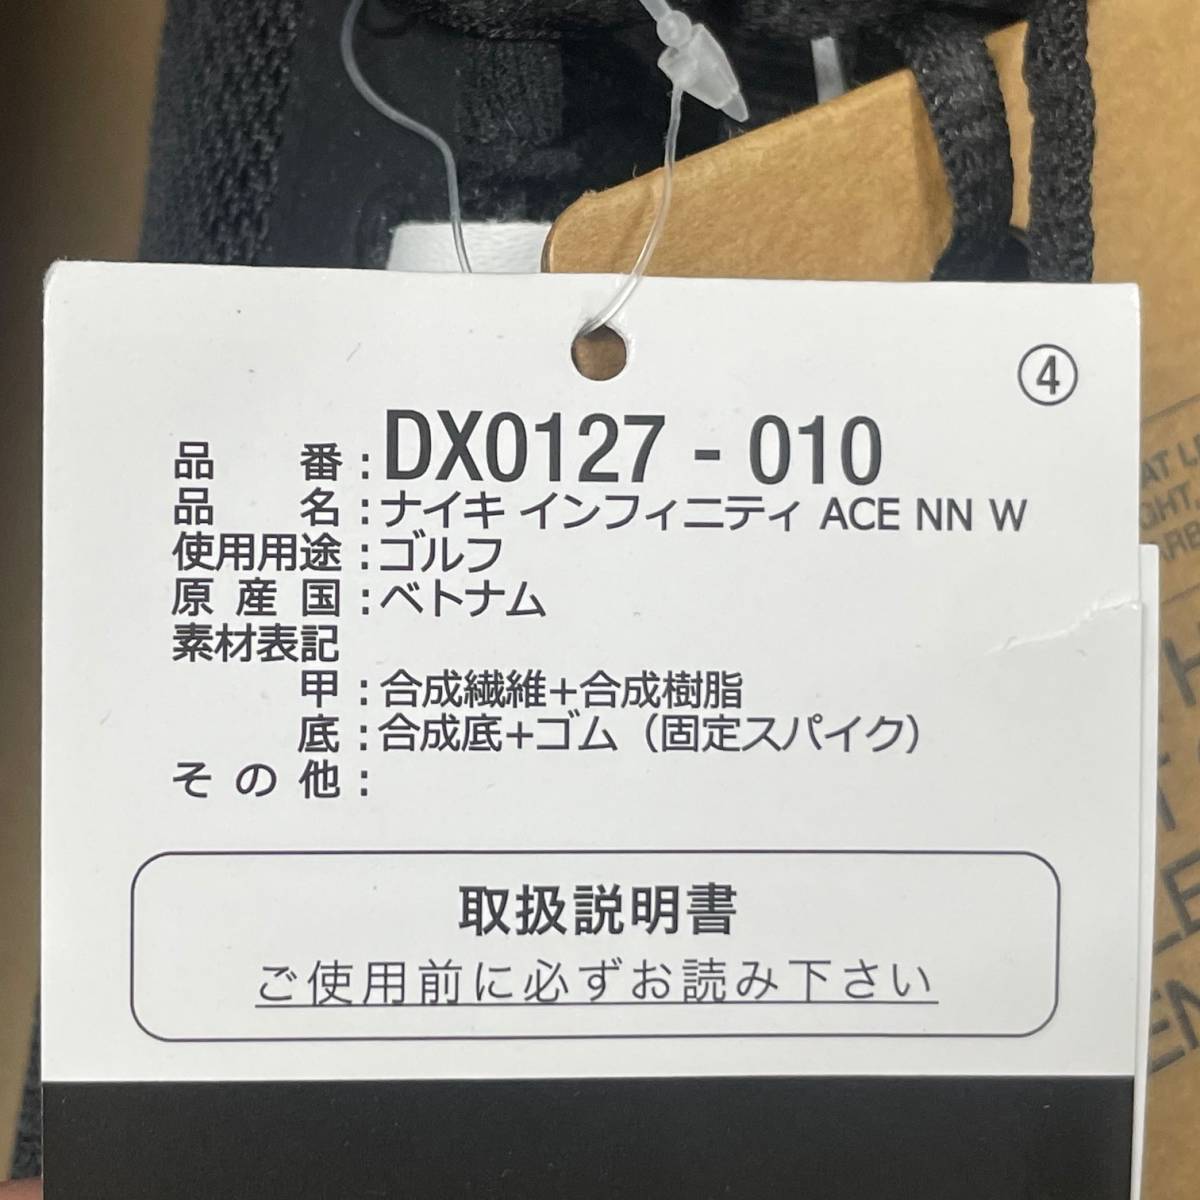 ④
品番:DX0127-010
品名:ナイキ インフィニティ ACE NN W
使用用途:ゴルフ
原産国:ベトナム
素材表記
甲:合成繊維+合成樹脂
底:合成底+ゴム(固定スパイク)
その他:
取扱説明書
ご使用前に必ずお読み下さい